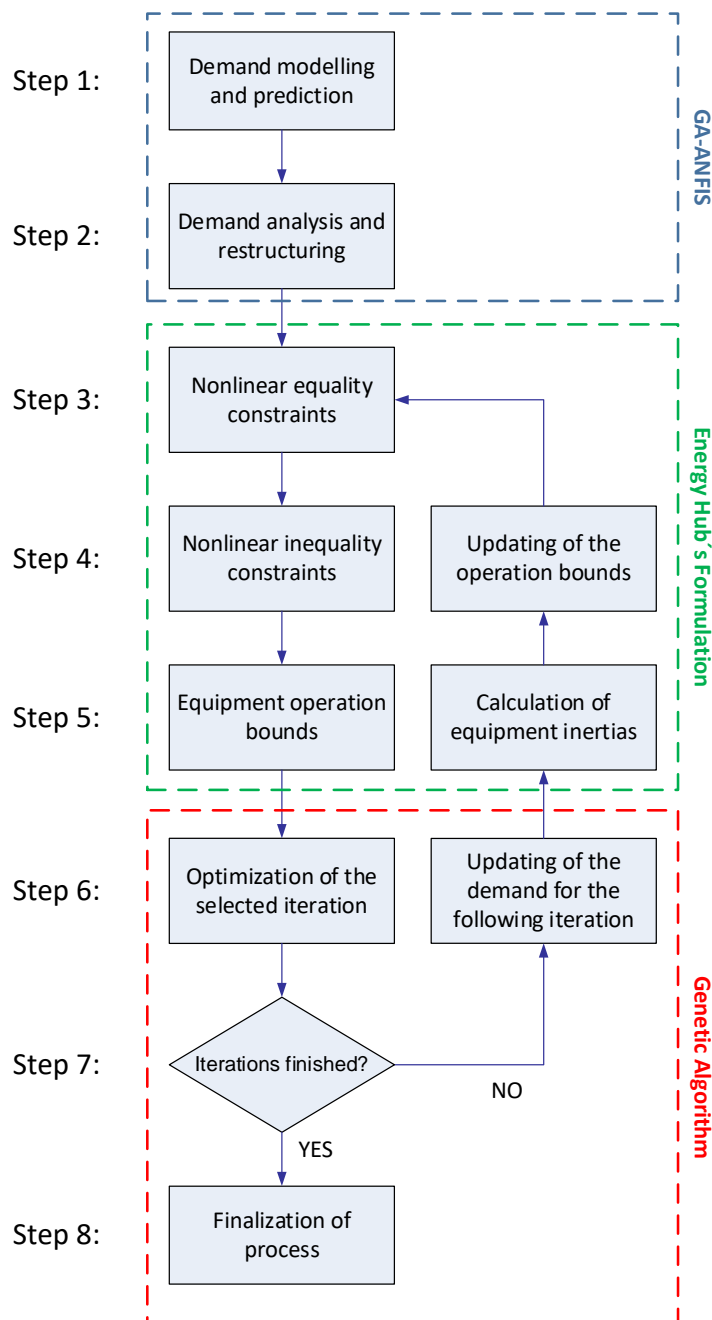 Step 1:
Demand modelling
and prediction
GA-ANFIS
Step 2:
Demand analysis and
restructuring
Step 3:
Nonlinear equality
constraints
Energy Hub´s Formulation
Step 4:
Nonlinear inequality
constraints
Updating of the
operation bounds
Step 5:
Equipment operation
bounds
Calculation of
equipment inertias
Step 6:
Optimization of the
selected iteration
Updating of the
demand for the
following iteration
Genetic Algorithm
Step 7:
Iterations finished?
NO
YES
Step 8:
Finalization of
process